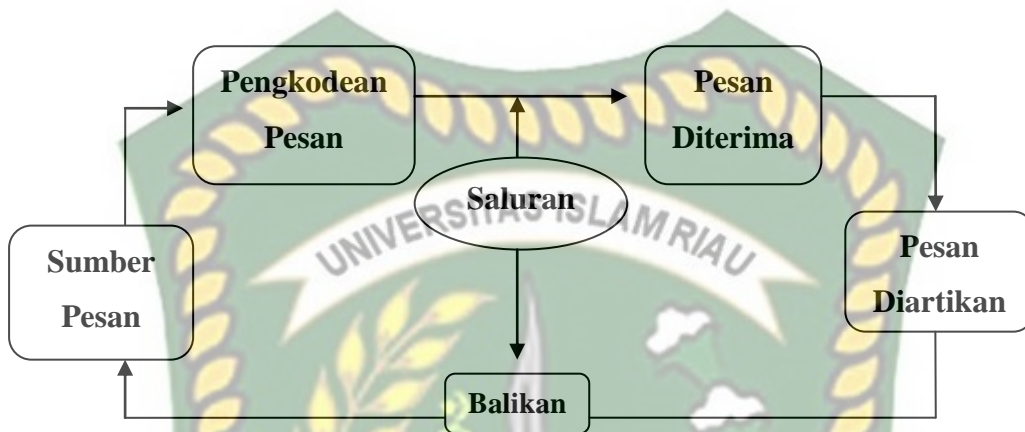 Pengkodean
Pesan
Pesan
Diterima
Saluran
UNIVERSITAS ISLAM RIAU
Sumber
Pesan
Pesan
Diartikan
Balikan